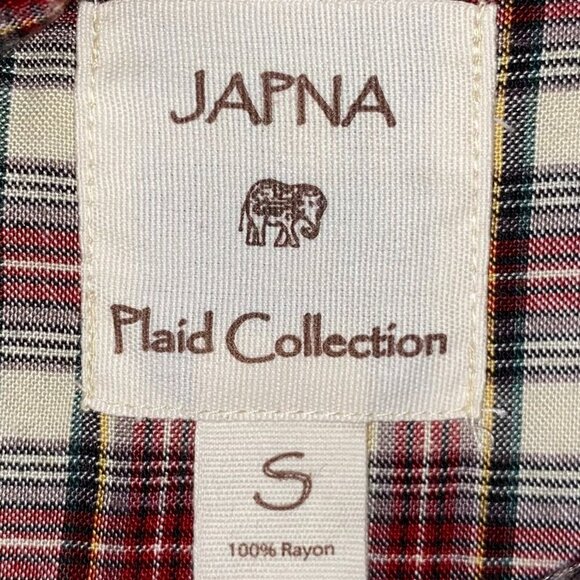 JAPNA
Plaid Collection
S
100% Rayon